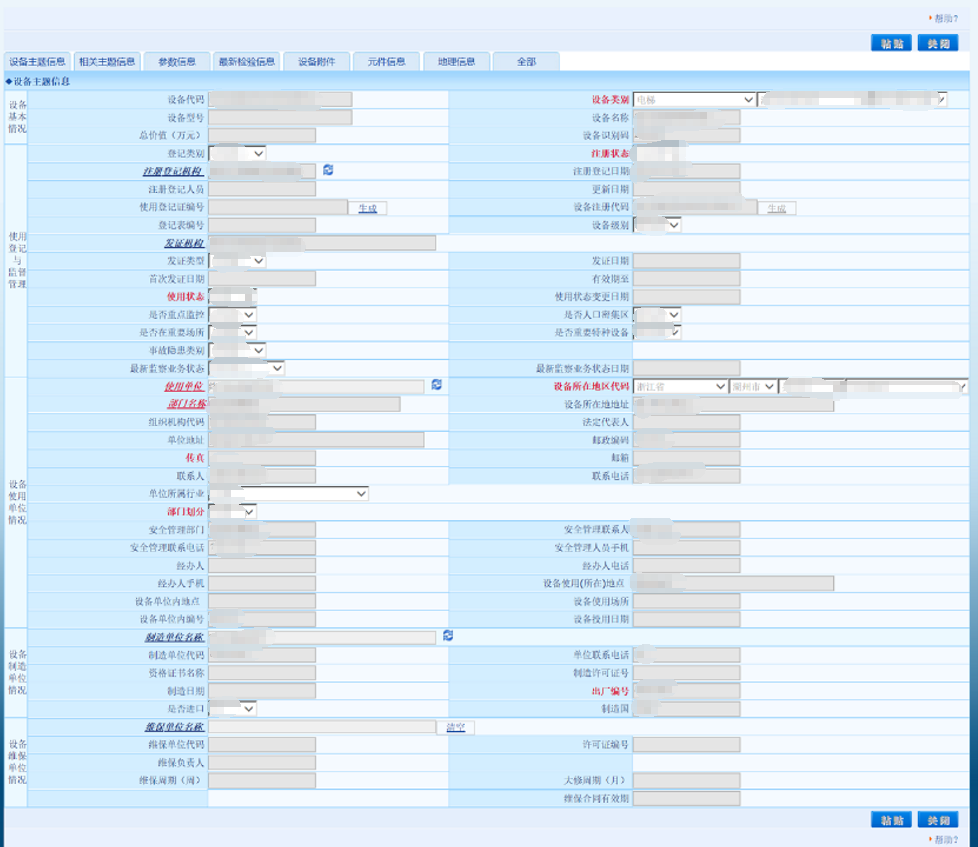 帮助?
粘贴 关闭
设备主题信息 相关主题信息 参数信息 最新检验信息 设备附件 元件信息 地理信息 全部
◆设备主题信息
设备基本情况
设备代码 设备类别 电梯
设备型号 设备名称
总价值（万元） 设备识别码
使用登记与监督管理
登记类别 注册状态
注册登记机构 注册登记日期
注册登记人员 更新日期
使用登记证编号 生成 设备注册代码 生成
登记表编号 设备级别
发证机构
发证类型 发证日期
首次发证日期 有效期至
使用状态 使用状态变更日期
是否重点监控 是否人口密集区
是否在重要场所 是否重要特种设备
事故隐患类别
最新监察业务状态 最新监察业务状态日期
设备使用单位情况
使用单位 设备所在地区代码 浙江省 湖州市
部门名称 设备所在地地址
组织机构代码 法定代表人
单位地址 邮政编码
传真 邮箱
联系人 联系电话
单位所属行业
部门划分
安全管理部门 安全管理联系人
安全管理联系电话 安全管理人员手机
经办人 经办人电话
经办人手机 设备使用(所在)地点
设备单位内地点 设备使用场所
设备单位内编号 设备投用日期
设备制造单位情况
制造单位名称
制造单位代码 单位联系电话
资格证书名称 制造许可证号
制造日期 出厂编号
是否进口 制造国
设备维保单位情况
维保单位名称 清空
维保单位代码 许可证编号
维保负责人
维保周期（周） 大修周期（月）
维保合同有效期
粘贴 关闭
帮助?